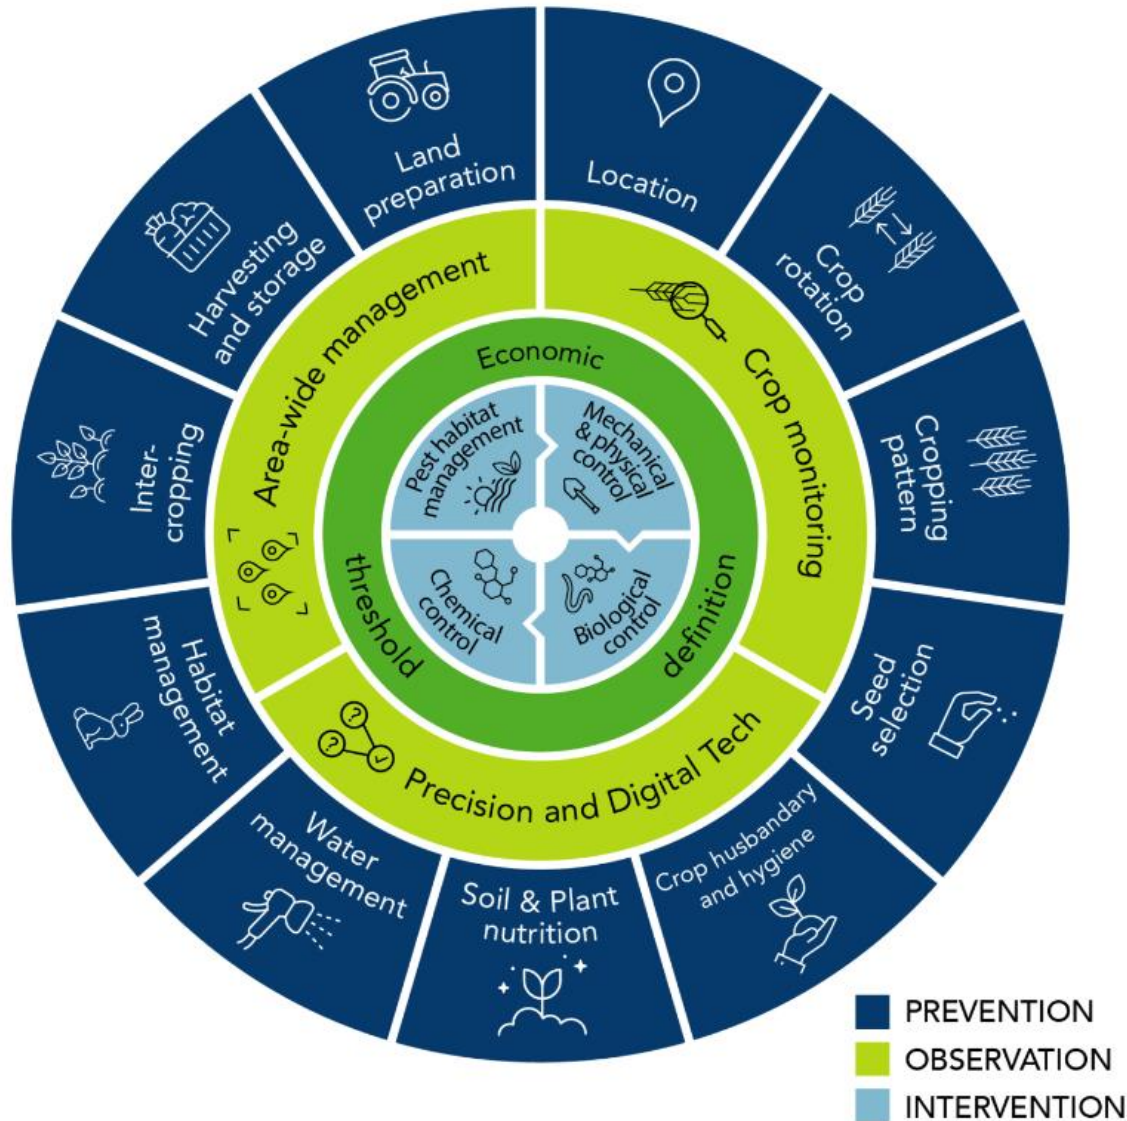 Land
preparation
Location
Crop
rotation
Cropping
pattern
Seed
selection
Crop husbandary
and hygiene
Soil & Plant
nutrition
Water
management
Habitat
management
Inter-
cropping
Harvesting
and storage
Area-wide management
Crop monitoring
Precision and Digital Tech
Economic
threshold
definition
Pest habitat
management
Mechanical
& physical
control
Biological
control
Chemical
control
PREVENTION
OBSERVATION
INTERVENTION